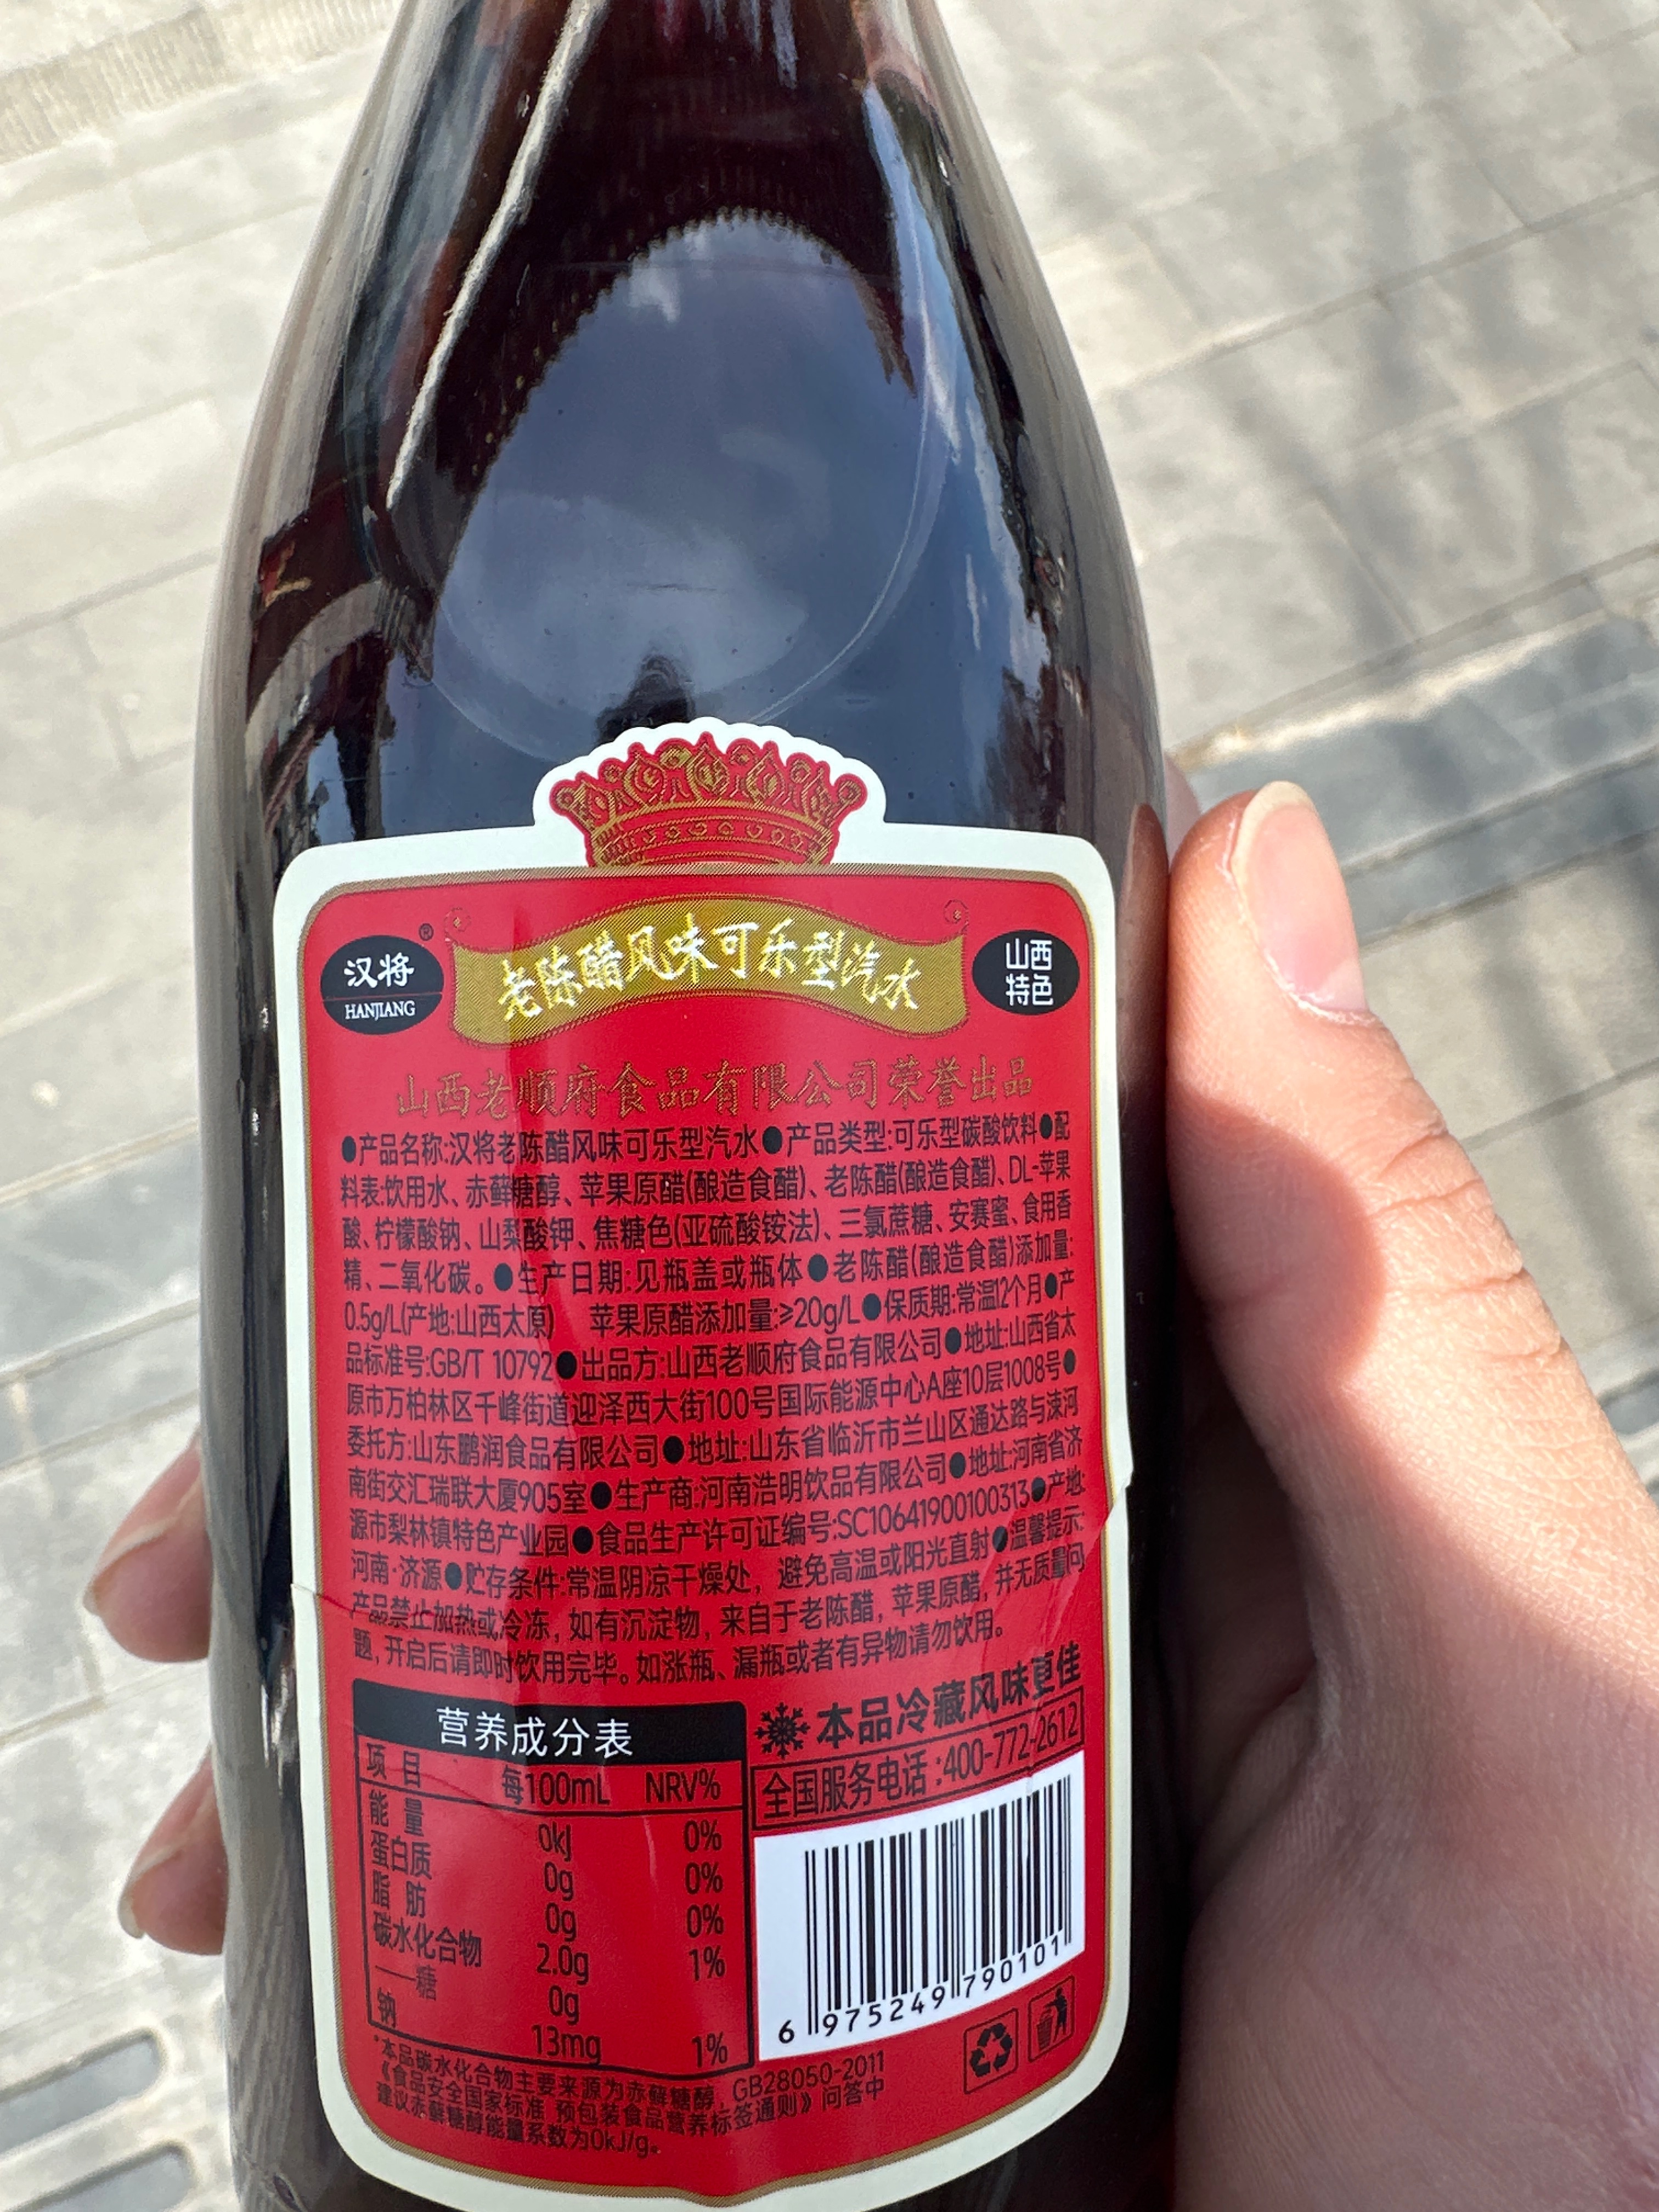 汉将®
HANJIANG
老陈醋风味可乐型汽水
山西
特色
山西老顺府食品有限公司荣誉出品
●产品名称:汉将老陈醋风味可乐型汽水●产品类型:可乐型碳酸饮料●配
料表:饮用水、赤藓糖醇、苹果原醋(酿造食醋)、老陈醋(酿造食醋)、DL-苹果
酸、柠檬酸钠、山梨酸钾、焦糖色(亚硫酸铵法)、三氯蔗糖、安赛蜜、食用香
精、二氧化碳。●生产日期:见瓶盖或瓶体●老陈醋(酿造食醋)添加量:
0.5g/L(产地:山西太原) 苹果原醋添加量:≥20g/L●保质期:常温12个月●产
品标准号:GB/T 10792●出品方:山西老顺府食品有限公司●地址:山西省太
原市万柏林区千峰街道迎泽西大街100号国际能源中心A座10层1008号●
委托方:山东鹏润食品有限公司●地址:山东省临沂市兰山区通达路与涑河
南街交汇瑞联大厦905室●生产商:河南浩明饮品有限公司●地址:河南省济
源市梨林镇特色产业园●食品生产许可证编号:SC10641900100313●产地:
河南·济源●贮存条件:常温阴凉干燥处，避免高温或阳光直射●温馨提示:
产品禁止加热或冷冻，如有沉淀物，来自于老陈醋，苹果原醋，并无质量问
题，开启后请即时饮用完毕。如涨瓶、漏瓶或者有异物请勿饮用。
营养成分表
项 目 每100mL NRV%
能 量 0kJ 0%
蛋白质 0g 0%
脂 肪 0g 0%
碳水化合物 2.0g 1%
——糖 0g
钠 13mg 1%
本品冷藏风味更佳
全国服务电话:400-772-2612
6 975249 790101
*本品碳水化合物主要来源为赤藓糖醇，GB28050-2011
《食品安全国家标准 预包装食品营养标签通则》问答中
建议赤藓糖醇能量系数为0kJ/g。